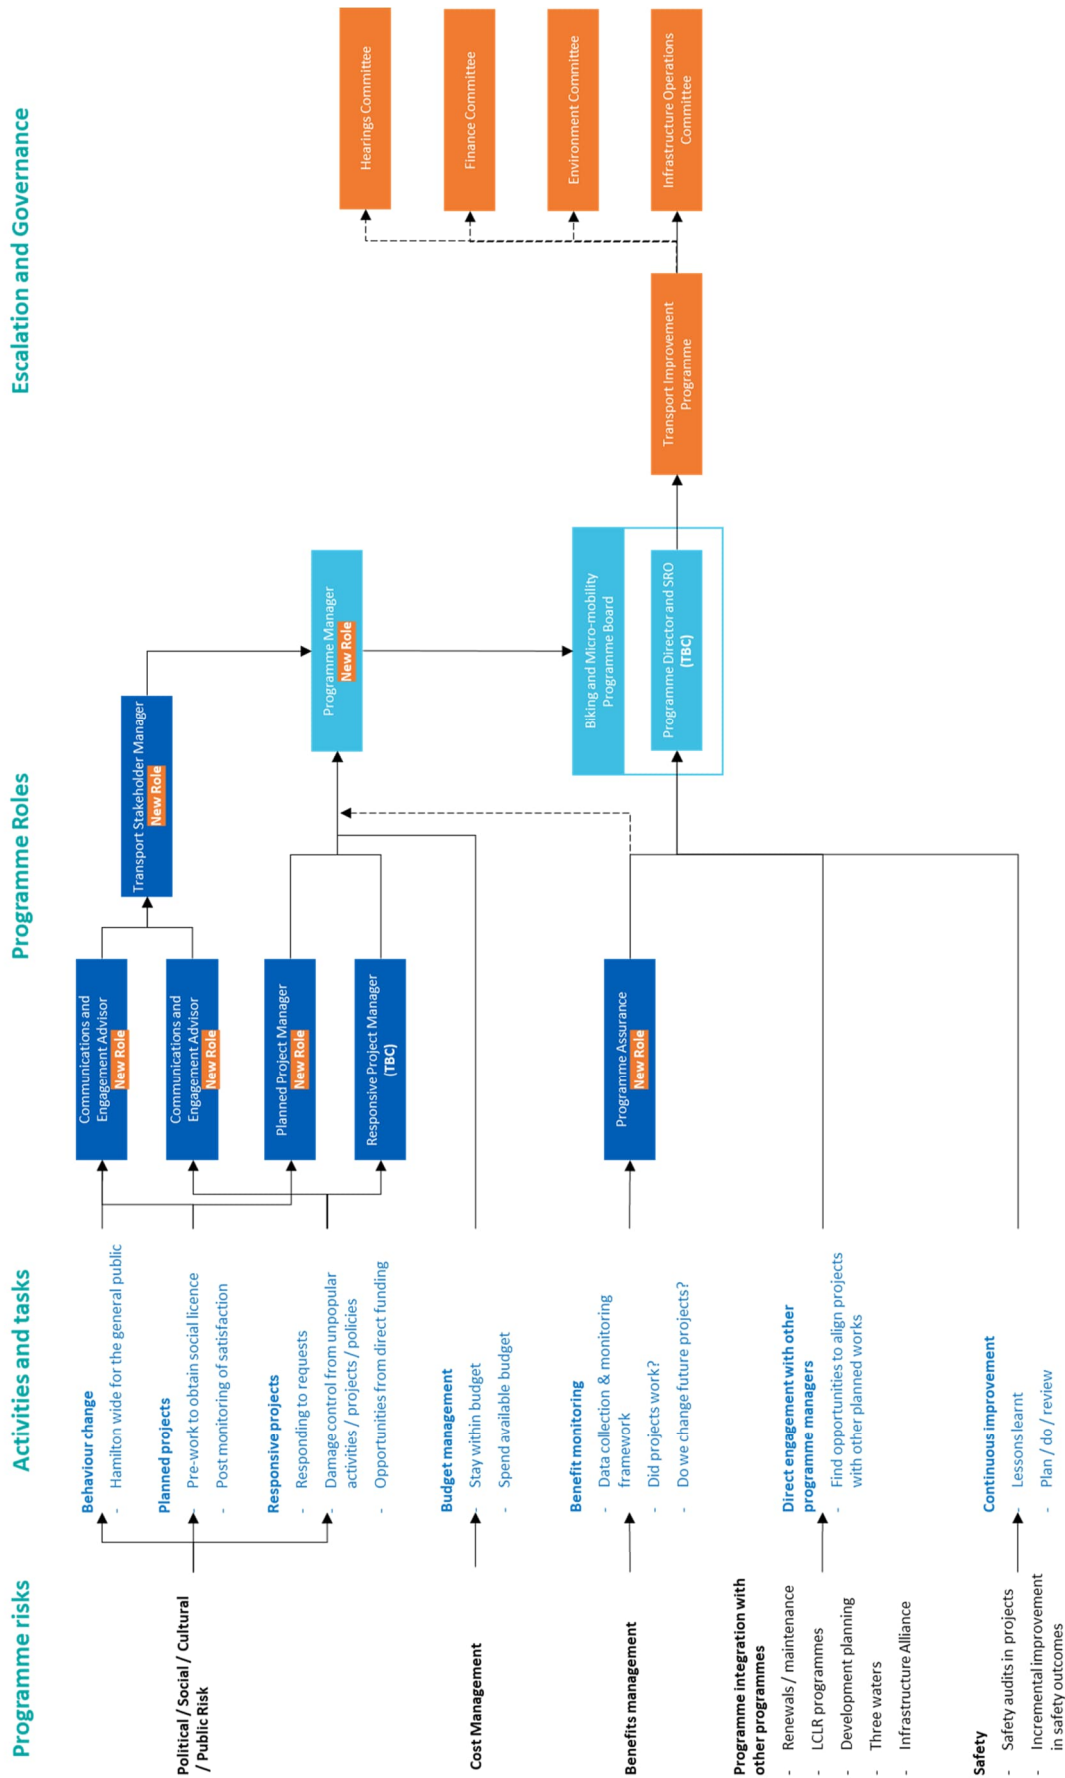 Programme risks
Activities and tasks
Programme Roles
Escalation and Governance
Political / Social / Cultural
/ Public Risk
Cost Management
Benefits management
Programme integration with
other programmes
- Renewals / maintenance
- LCLR programmes
- Development planning
- Three waters
- Infrastructure Alliance
Safety
- Safety audits in projects
- Incremental improvement
in safety outcomes
Behaviour change
- Hamilton wide for the general public
Planned projects
- Pre-work to obtain social licence
- Post monitoring of satisfaction
Responsive projects
- Responding to requests
- Damage control from unpopular
activities / projects / policies
- Opportunities from direct funding
Budget management
- Stay within budget
- Spend available budget
Benefit monitoring
- Data collection & monitoring
framework
- Did projects work?
- Do we change future projects?
Direct engagement with other
programme managers
- Find opportunities to align projects
with other planned works
Continuous improvement
- Lessons learnt
- Plan / do / review
Communications and
Engagement Advisor
New Role
Communications and
Engagement Advisor
New Role
Planned Project Manager
New Role
Responsive Project Manager
(TBC)
Programme Assurance
New Role
Transport Stakeholder Manager
New Role
Programme Manager
New Role
Biking and Micro-mobility
Programme Board
Programme Director and SRO
(TBC)
Transport Improvement
Programme
Hearings Committee
Finance Committee
Environment Committee
Infrastructure Operations
Committee